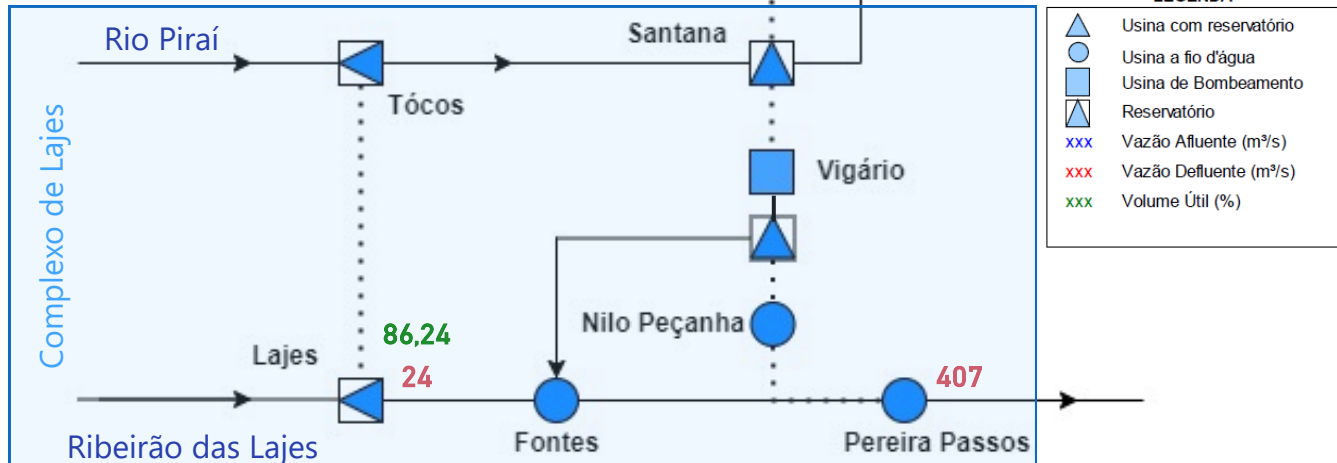 Rio Piraí
Santana
Tócos
Complexo de Lajes
Vigário
Nilo Peçanha
86,24
Lajes
24
407
Fontes
Pereira Passos
Ribeirão das Lajes
Usina com reservatório
Usina a fio d'água
Usina de Bombeamento
Reservatório
xxx Vazão Afluente (m³/s)
xxx Vazão Defluente (m³/s)
xxx Volume Útil (%)